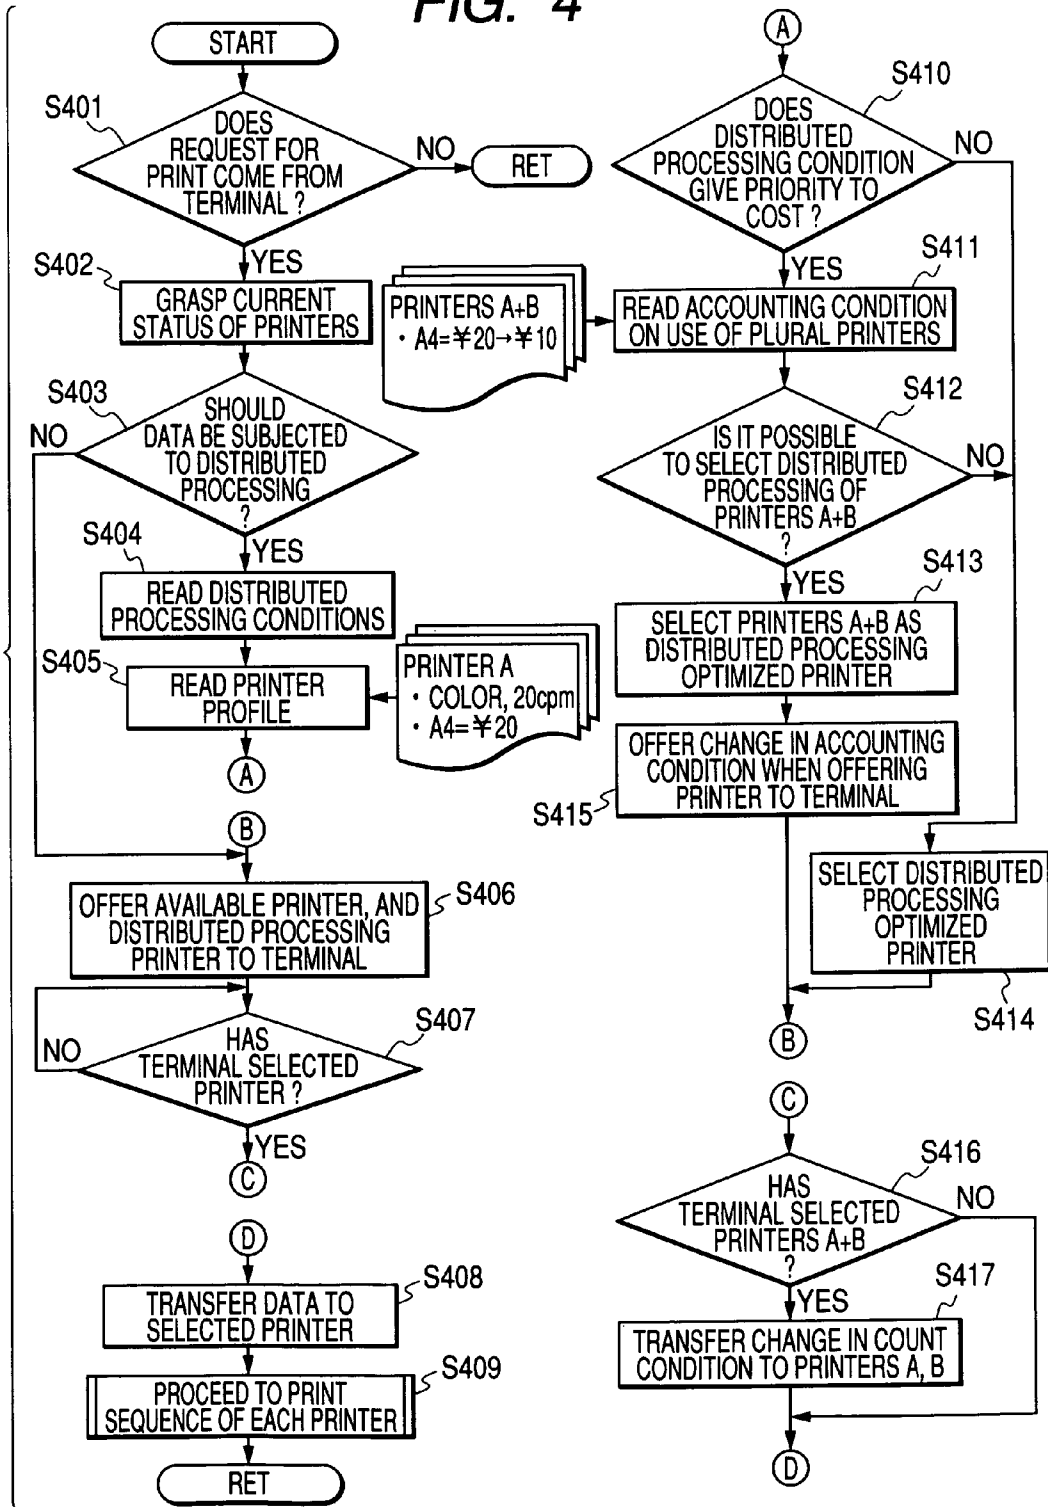 FIG. 4
START
S401
DOES
REQUEST FOR
PRINT COME FROM
TERMINAL ?
NO
RET
YES
S402
GRASP CURRENT
STATUS OF PRINTERS
S403
SHOULD
DATA BE SUBJECTED
TO DISTRIBUTED
PROCESSING
?
NO
YES
S404
READ DISTRIBUTED
PROCESSING CONDITIONS
S405
READ PRINTER
PROFILE
PRINTER A
・ COLOR, 20cpm
・ A4=¥20
A
B
S406
OFFER AVAILABLE PRINTER, AND
DISTRIBUTED PROCESSING
PRINTER TO TERMINAL
S407
HAS
TERMINAL SELECTED
PRINTER ?
NO
YES
C
D
S408
TRANSFER DATA TO
SELECTED PRINTER
S409
PROCEED TO PRINT
SEQUENCE OF EACH PRINTER
RET
A
S410
DOES
DISTRIBUTED
PROCESSING CONDITION
GIVE PRIORITY TO
COST ?
NO
YES
S411
PRINTERS A+B
・ A4=¥20→¥10
READ ACCOUNTING CONDITION
ON USE OF PLURAL PRINTERS
S412
IS IT POSSIBLE
TO SELECT DISTRIBUTED
PROCESSING OF
PRINTERS A+B
?
NO
YES
S413
SELECT PRINTERS A+B AS
DISTRIBUTED PROCESSING
OPTIMIZED PRINTER
OFFER CHANGE IN ACCOUNTING
CONDITION WHEN OFFERING
PRINTER TO TERMINAL
S415
SELECT DISTRIBUTED
PROCESSING
OPTIMIZED
PRINTER
S414
B
C
S416
HAS
TERMINAL SELECTED
PRINTERS A+B
?
NO
YES
S417
TRANSFER CHANGE IN COUNT
CONDITION TO PRINTERS A, B
D